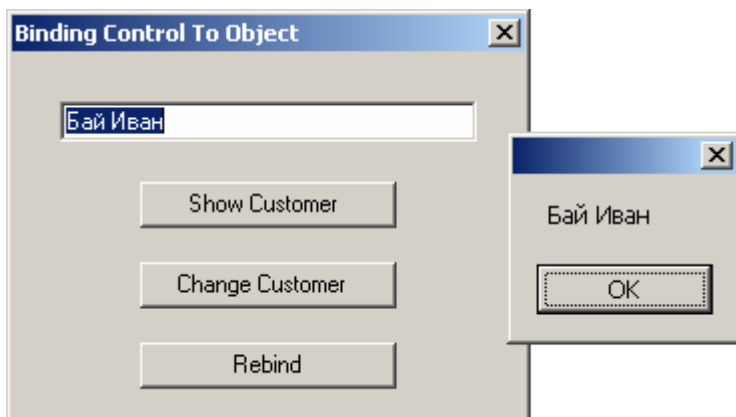 Binding Control To Object
Бай Иван
Show Customer
Change Customer
Rebind
Бай Иван
OK